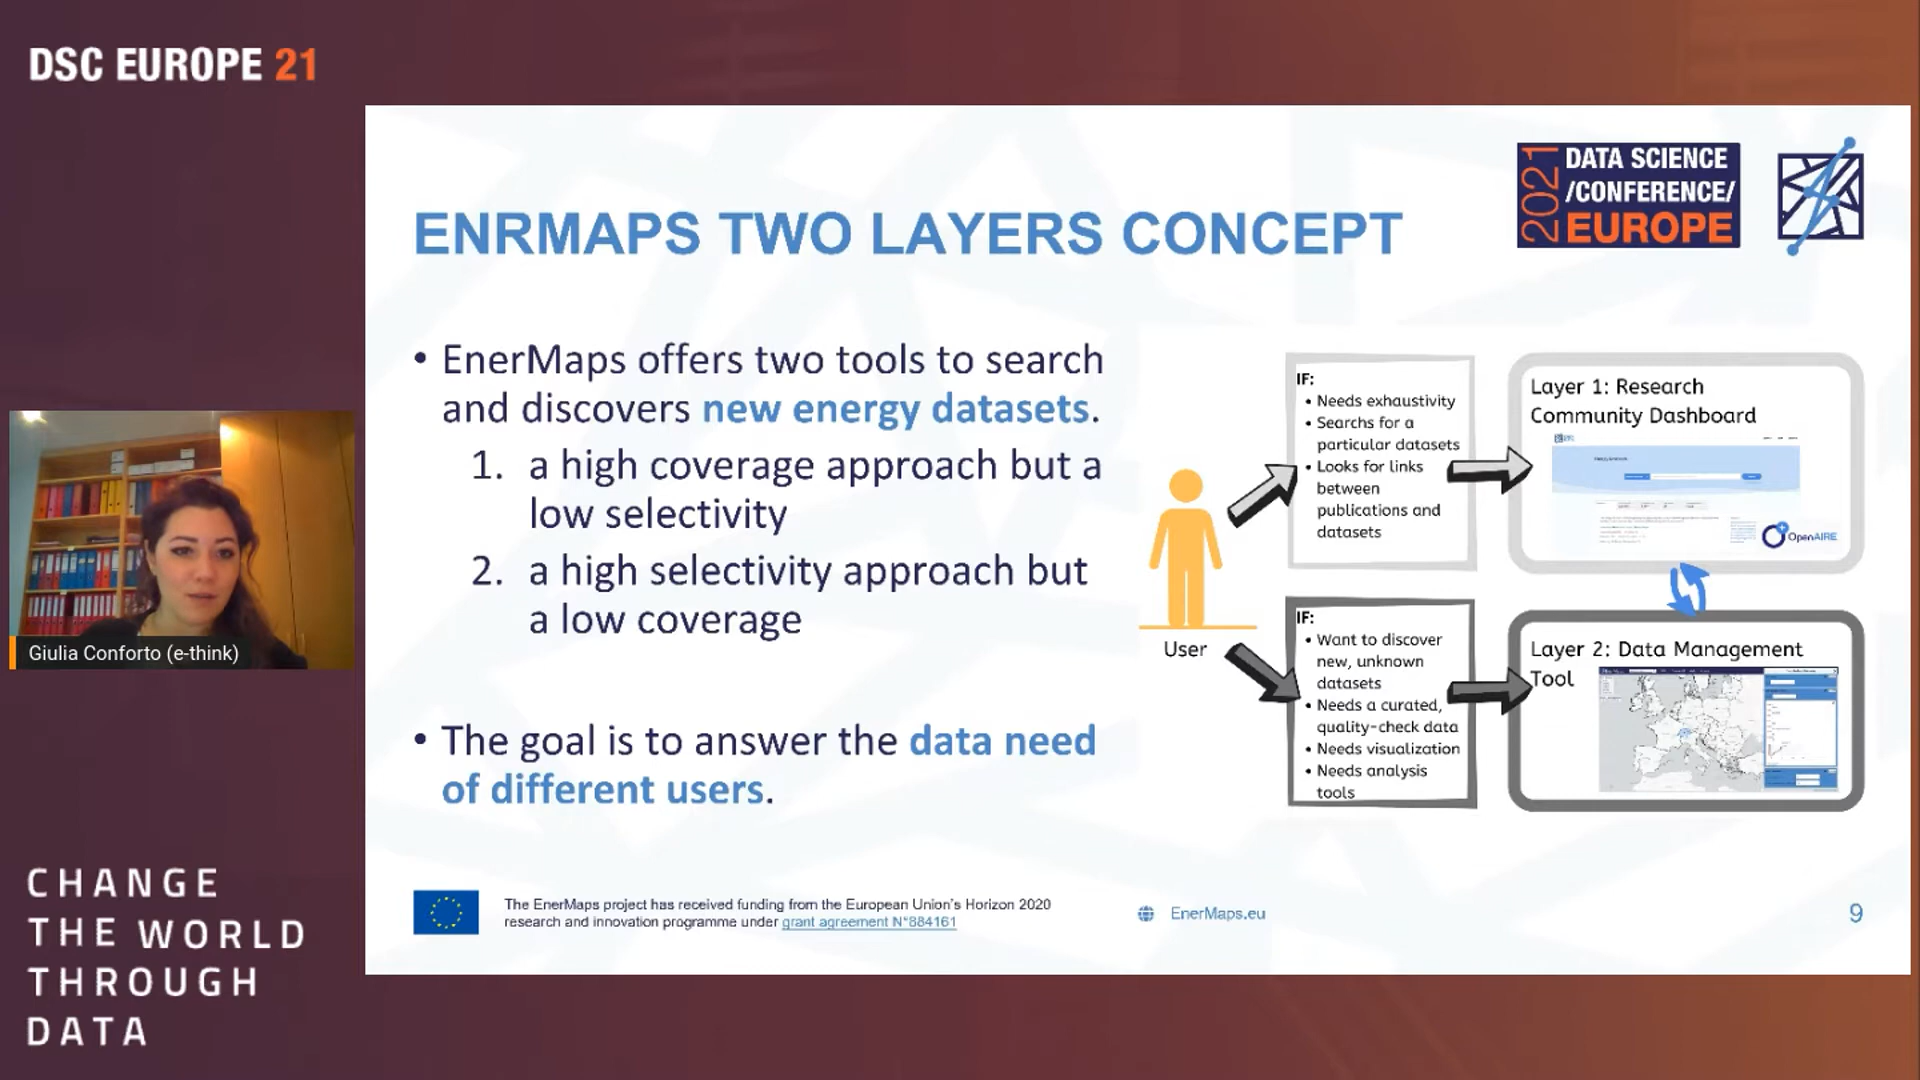 DSC EUROPE 21
2021
DATA SCIENCE
/CONFERENCE/
EUROPE
ENRMAPS TWO LAYERS CONCEPT
• EnerMaps offers two tools to search
and discovers new energy datasets.
1. a high coverage approach but a
low selectivity
2. a high selectivity approach but
a low coverage
• The goal is to answer the data need
of different users.
User
IF:
• Needs exhaustivity
• Searchs for a
particular datasets
• Looks for links
between
publications and
datasets
Layer 1: Research
Community Dashboard
OpenAIRE
IF:
• Want to discover
new, unknown
datasets
• Needs a curated,
quality-check data
• Needs visualization
• Needs analysis
tools
Layer 2: Data Management
Tool
Giulia Conforto (e-think)
CHANGE
THE WORLD
THROUGH
DATA
The EnerMaps project has received funding from the European Union's Horizon 2020
research and innovation programme under grant agreement N°884161
EnerMaps.eu
9